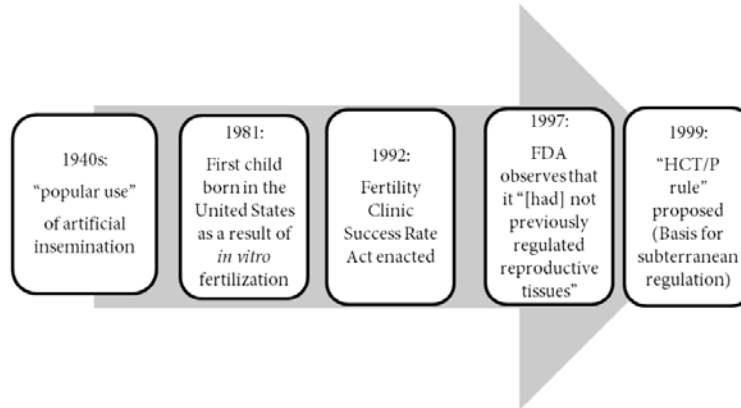 1940s:
“popular use”
of artificial
insemination
1981:
First child
born in the
United States
as a result of
in vitro
fertilization
1992:
Fertility
Clinic
Success Rate
Act enacted
1997:
FDA
observes that
it “[had] not
previously
regulated
reproductive
tissues”
1999:
“HCT/P
rule”
proposed
(Basis for
subterranean
regulation)